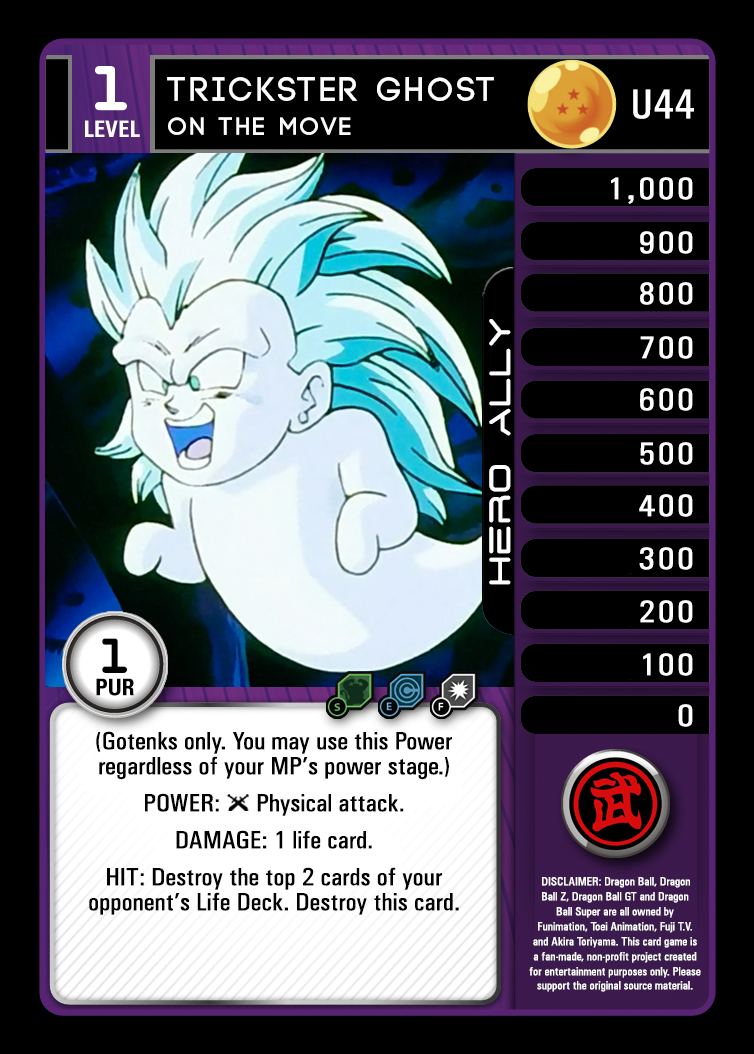 1
LEVEL
TRICKSTER GHOST
ON THE MOVE
U44
1,000
900
800
700
600
500
400
300
200
100
0
HERO ALLY
1
PUR
S
E
F
(Gotenks only. You may use this Power
regardless of your MP's power stage.)
POWER: Physical attack.
DAMAGE: 1 life card.
HIT: Destroy the top 2 cards of your
opponent's Life Deck. Destroy this card.
武
DISCLAIMER: Dragon Ball, Dragon
Ball Z, Dragon Ball GT and Dragon
Ball Super are all owned by
Funimation, Toei Animation, Fuji T.V.
and Akira Toriyama. This card game is
a fan-made, non-profit project created
for entertainment purposes only. Please
support the original source material.